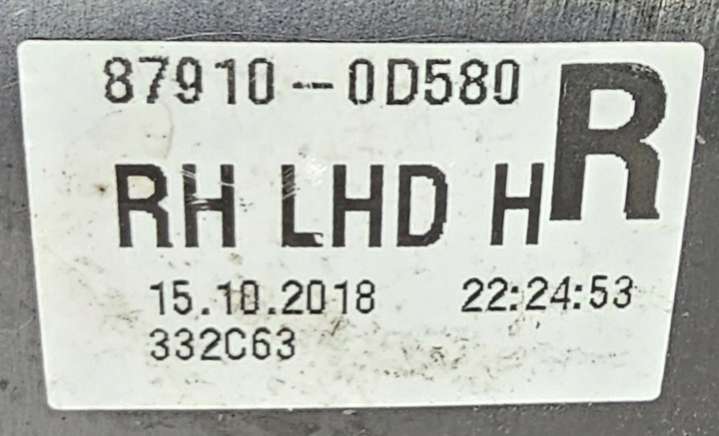 87910-0D580
R
RH LHD H
15.10.2018 22:24:53
332C63